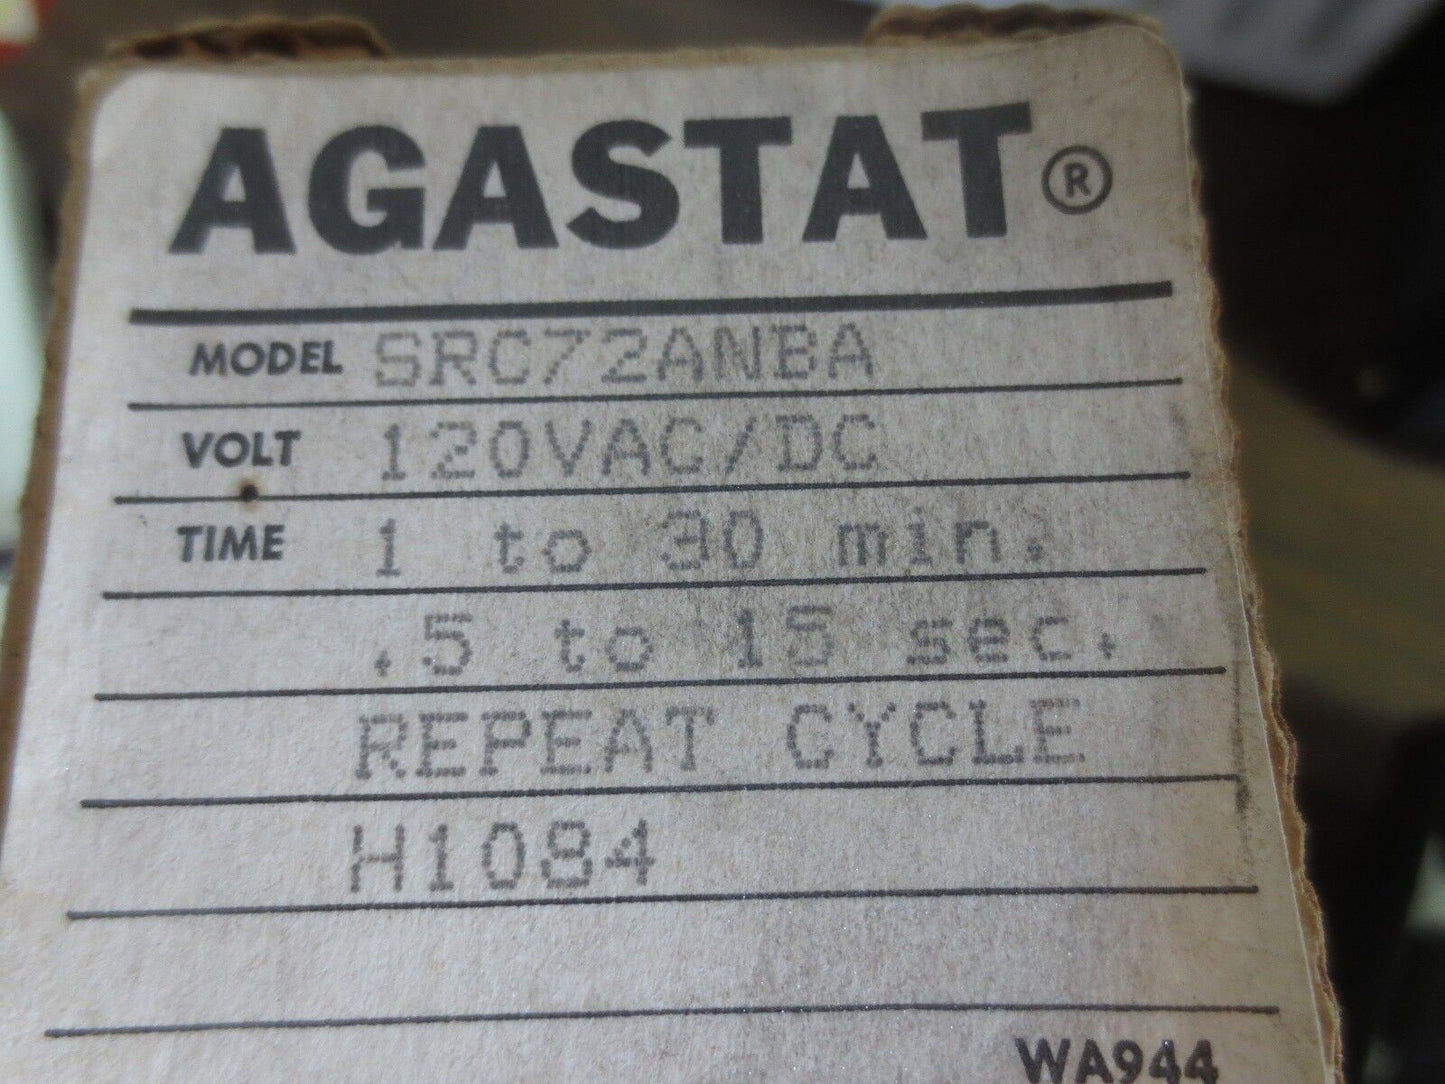 AGASTAT®
MODEL SRC72ANBA
VOLT 120VAC/DC
TIME 1 to 30 min.
.5 to 15 sec.
REPEAT CYCLE
H1084
WA944